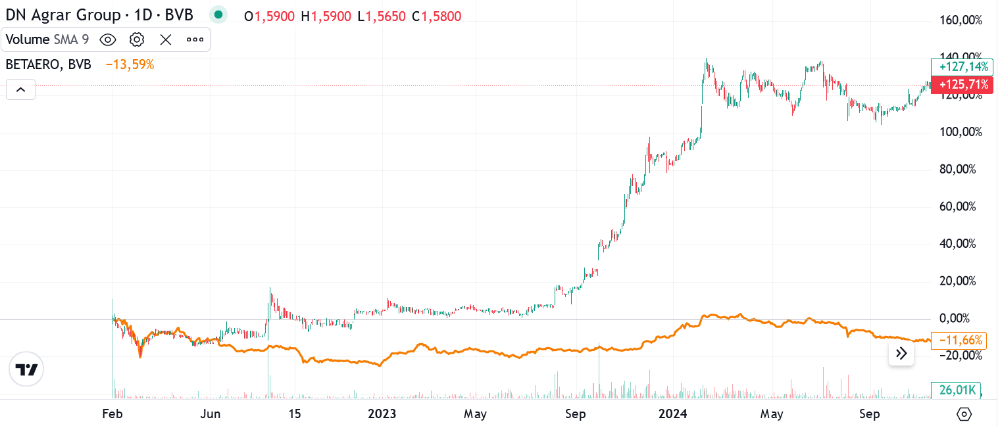 DN Agrar Group · 1D · BVB O1,5900 H1,5900 L1,5650 C1,5800
Volume SMA 9
BETAERO, BVB −13,59%
160,00%
140,00%
+127,14%
+125,71%
120,00%
100,00%
80,00%
60,00%
40,00%
20,00%
0,00%
−11,66%
−20,00%
26,01K
Feb Jun 15 2023 May Sep 2024 May Sep